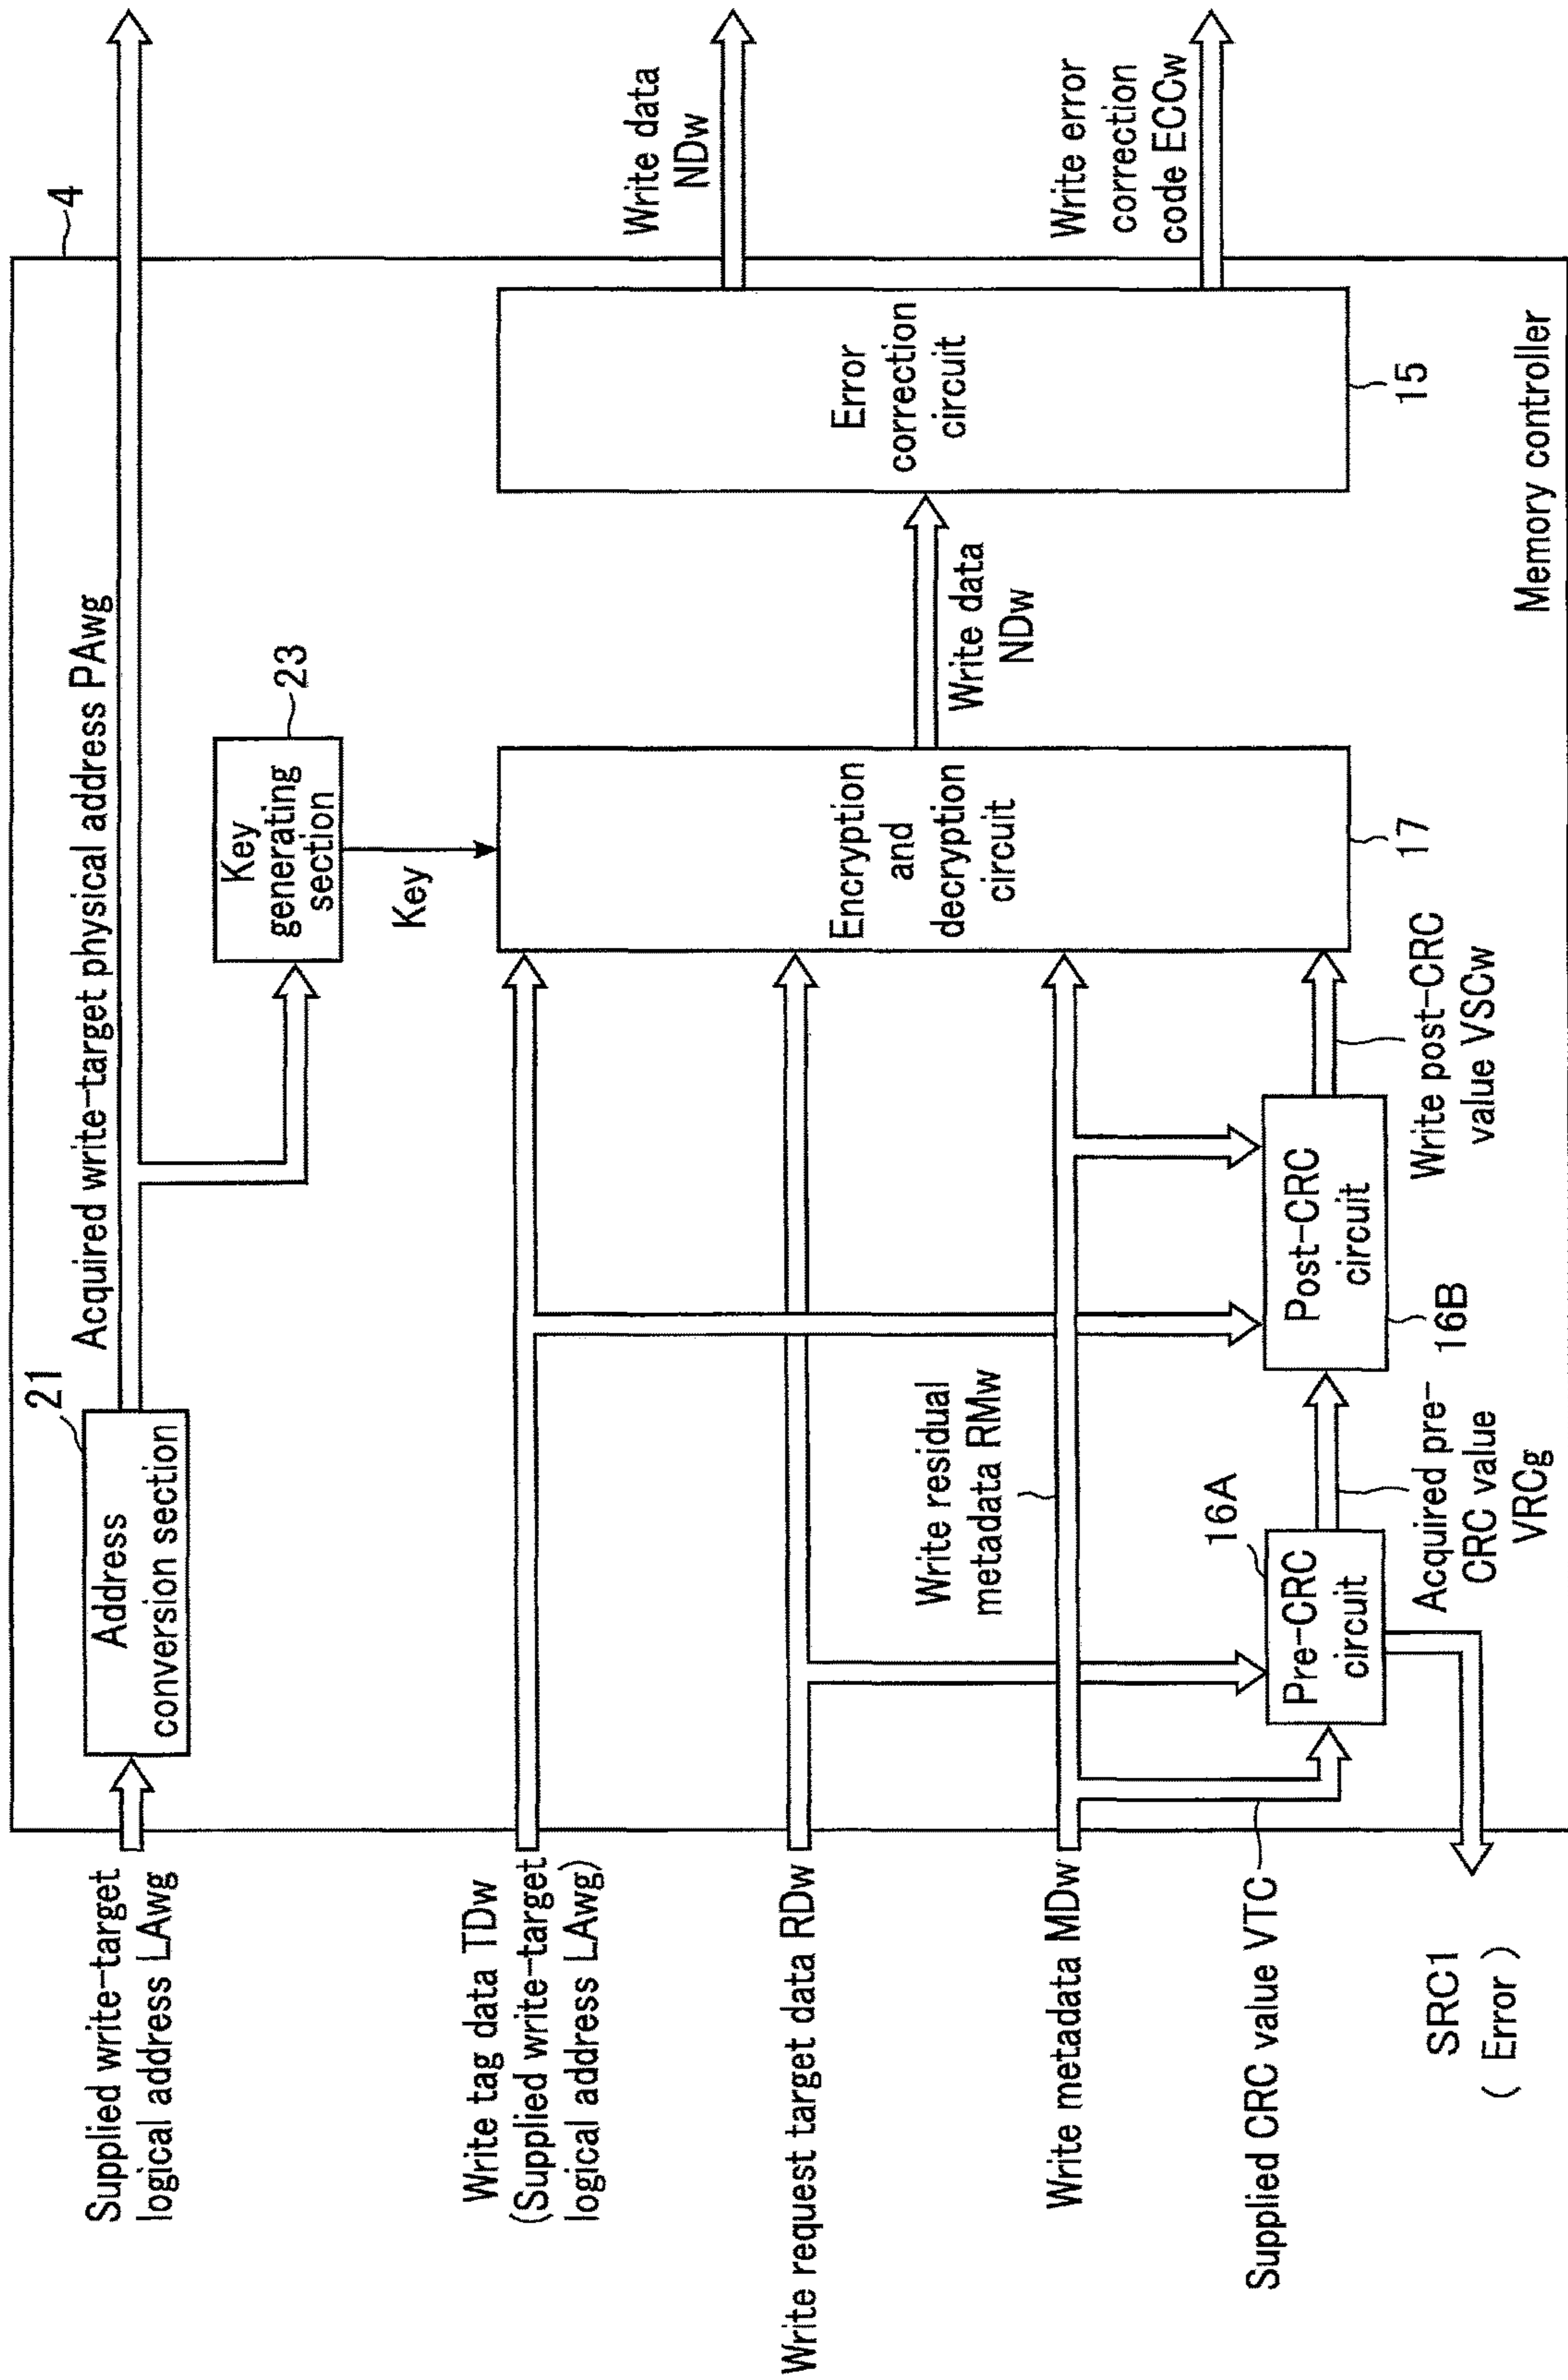 Supplied write-target
logical address LAwg
Address
conversion section
21
Acquired write-target physical address PAwg
4
Key
generating
section
23
Key
Write tag data TDw
(Supplied write-target
logical address LAwg)
Write request target data RDw
Write metadata MDw
Supplied CRC value VTC
SRC1
( Error )
Write residual
metadata RMw
16A
Pre-CRC
circuit
Acquired pre-
CRC value
VRCg
Post-CRC
circuit
16B
Write post-CRC
value VSCw
Encryption
and
decryption
circuit
17
Write data
NDw
Error
correction
circuit
15
Write data
NDw
Write error
correction
code ECCw
Memory controller